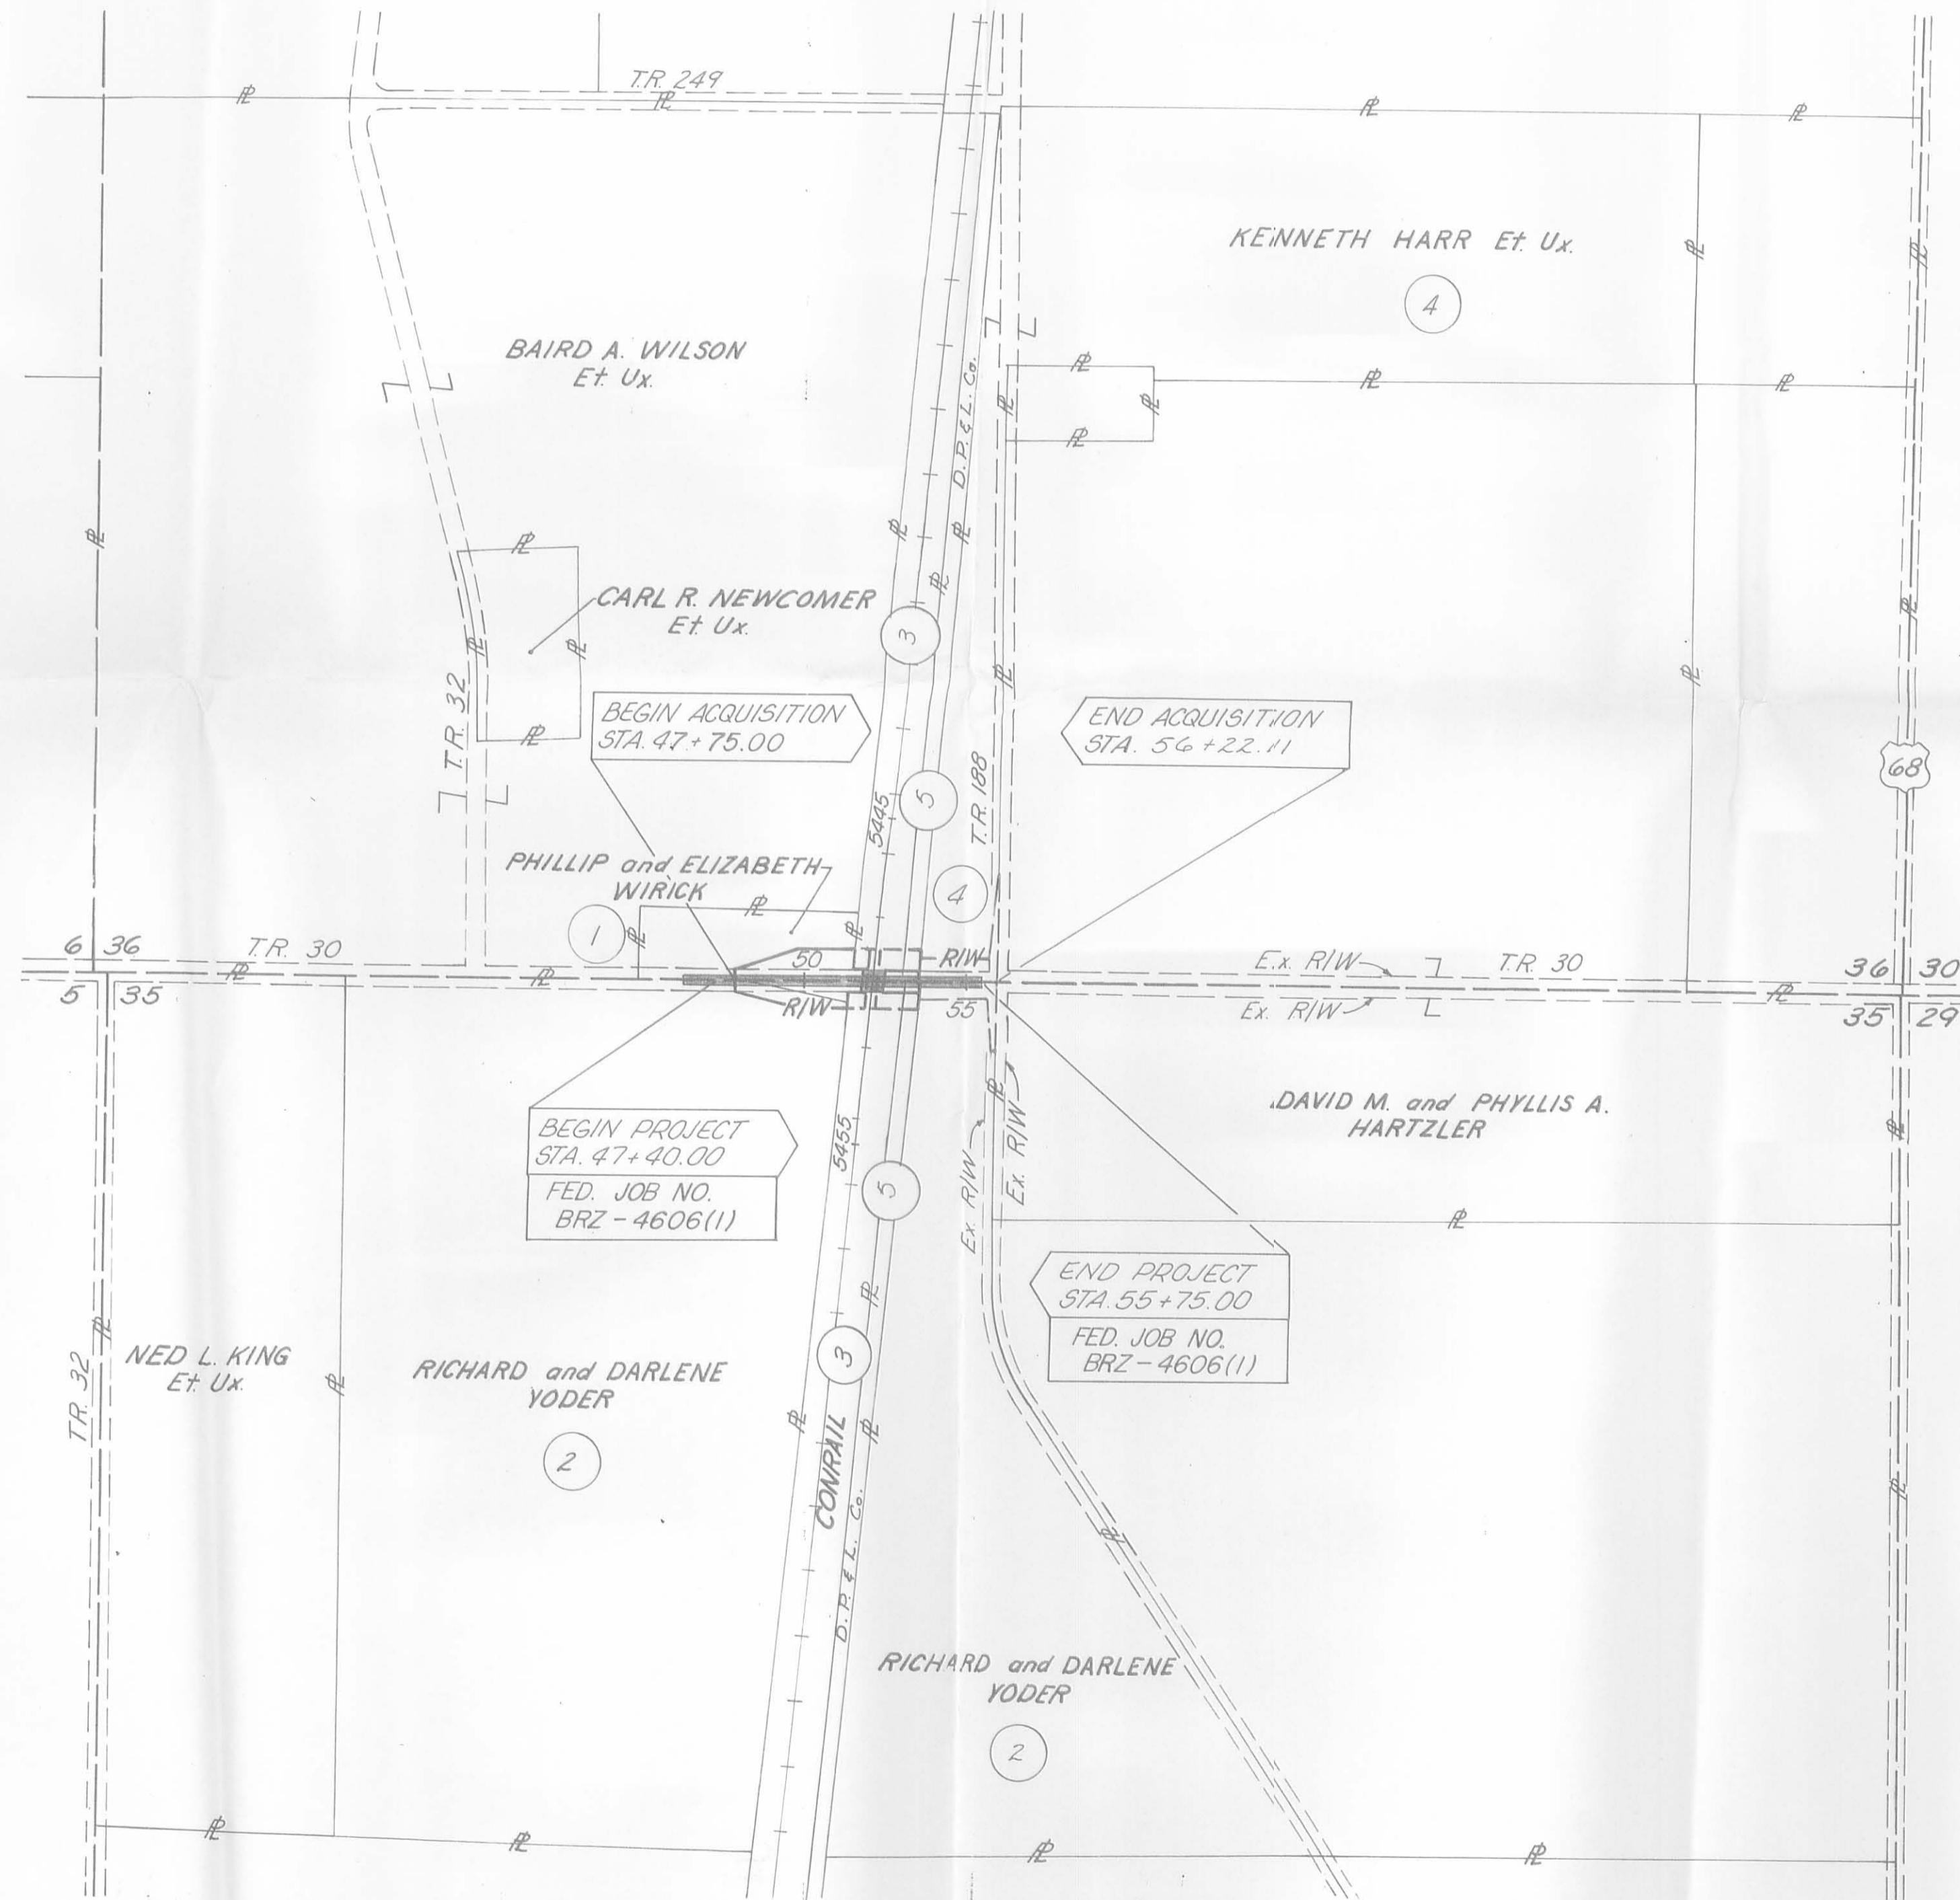 T.R. 249
KENNETH HARR Et. Ux.
4
BAIRD A. WILSON
Et. Ux.
D.P. & L. Co.
CARL R. NEWCOMER
Et. Ux.
3
T.R. 32
BEGIN ACQUISITION
STA. 47+75.00
END ACQUISITION
STA. 56+22.11
68
5
5445
T.R. 188
PHILLIP and ELIZABETH
WIRICK
4
1
6 36
T.R. 30
50
R/W
Ex. R/W
T.R. 30
36 30
5 35
R/W
55
Ex. R/W
35 29
DAVID M. and PHYLLIS A.
HARTZLER
BEGIN PROJECT
STA. 47+40.00
FED. JOB NO.
BRZ-4606(1)
5455
5
Ex. R/W
Ex. R/W
END PROJECT
STA. 55+75.00
FED. JOB NO.
BRZ-4606(1)
T.R. 32
NED L. KING
Et. Ux.
RICHARD and DARLENE
YODER
2
3
CONRAIL
D.P. & L. Co.
RICHARD and DARLENE
YODER
2